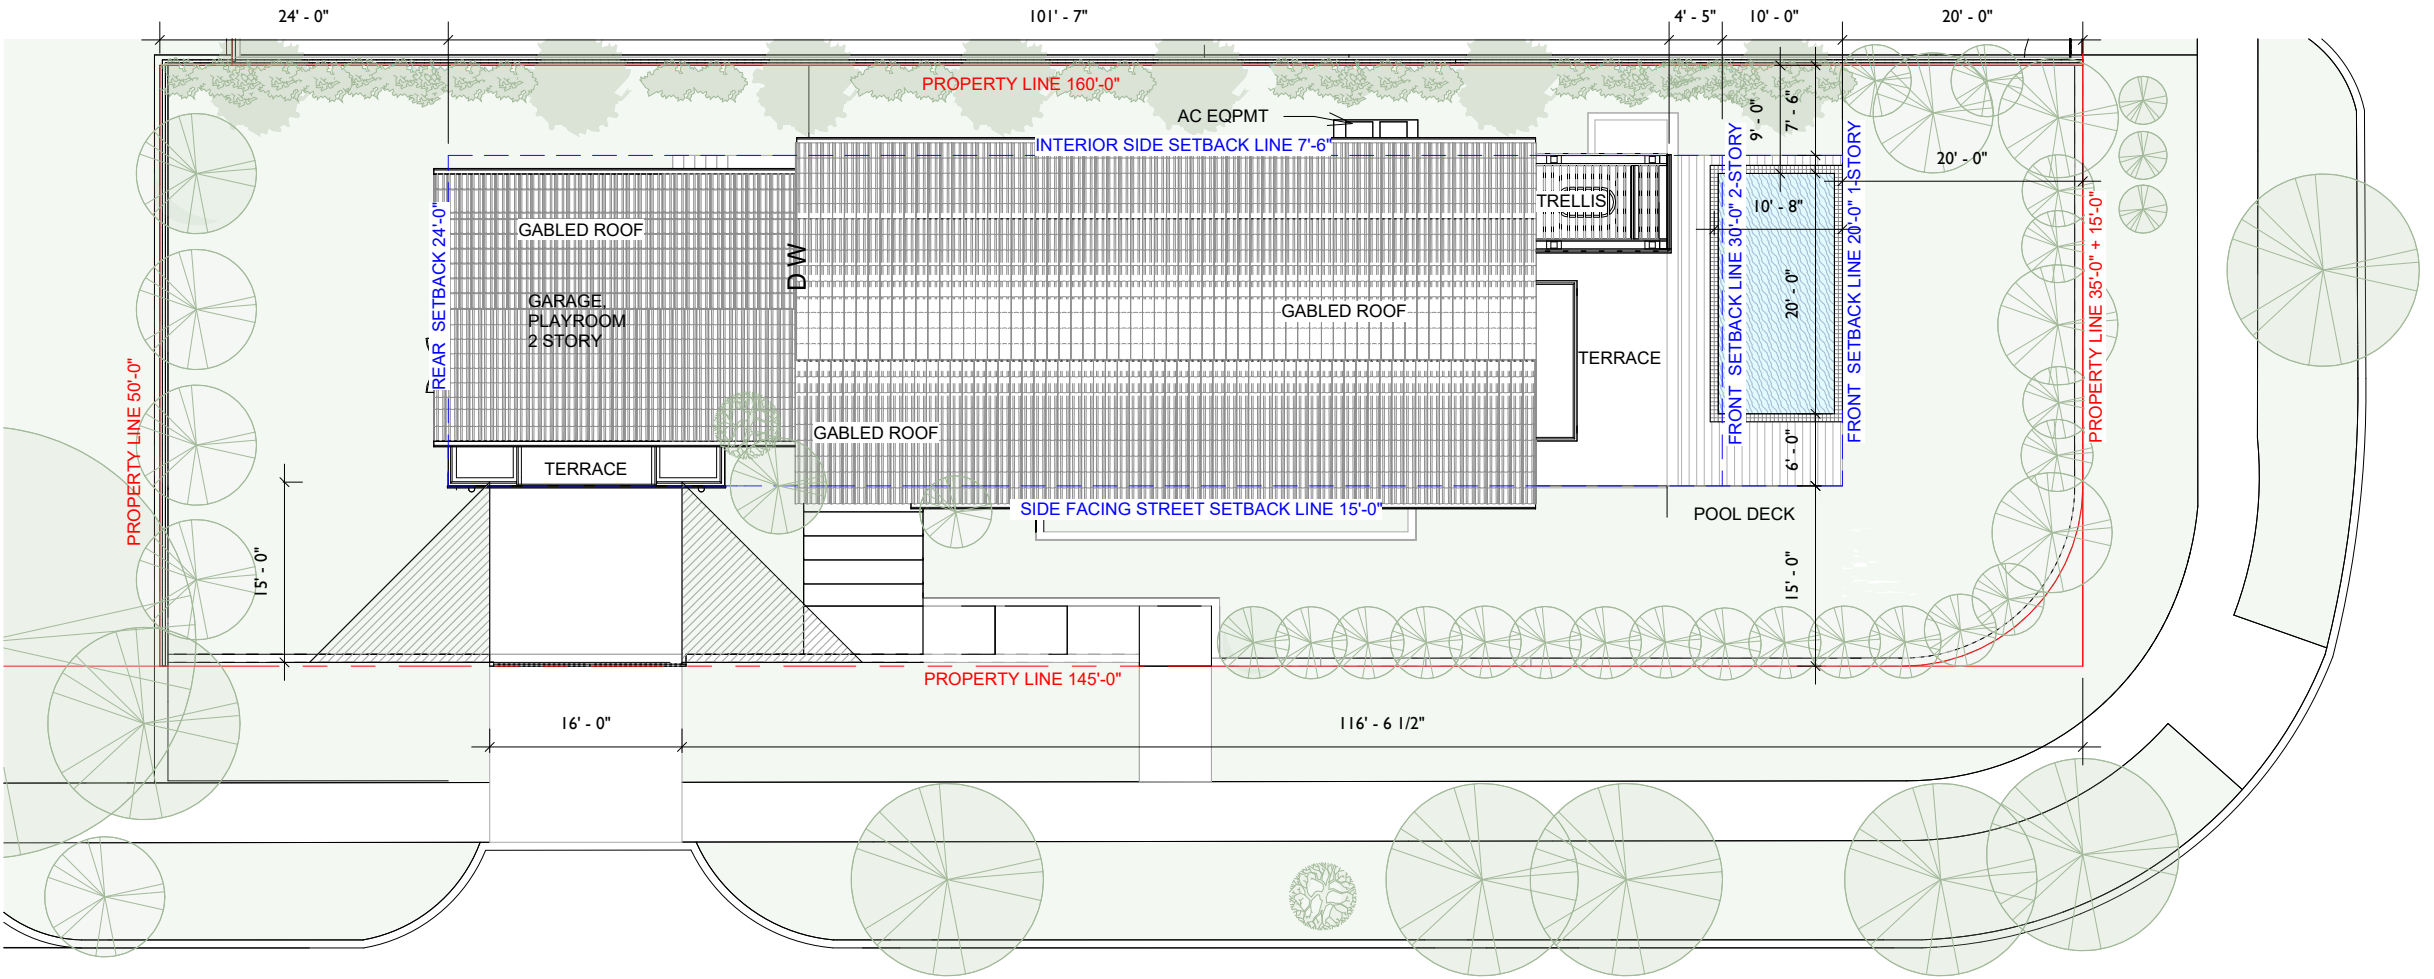 24' - 0"
101' - 7"
4' - 5"
10' - 0"
20' - 0"
PROPERTY LINE 160'-0"
AC EQPMT
INTERIOR SIDE SETBACK LINE 7'-6"
9' - 0"
7' - 6"
20' - 0"
TRELLIS
10' - 8"
GABLED ROOF
REAR SETBACK 24'-0"
D W
GARAGE,
PLAYROOM
2 STORY
GABLED ROOF
TERRACE
20' - 0"
FRONT SETBACK LINE 30'-0" 2-STORY
FRONT SETBACK LINE 20'-0" 1-STORY
PROPERTY LINE 35'-0" + 15'-0"
PROPERTY LINE 50'-0"
GABLED ROOF
TERRACE
6' - 0"
SIDE FACING STREET SETBACK LINE 15'-0"
POOL DECK
15' - 0"
15' - 0"
PROPERTY LINE 145'-0"
16' - 0"
116' - 6 1/2"